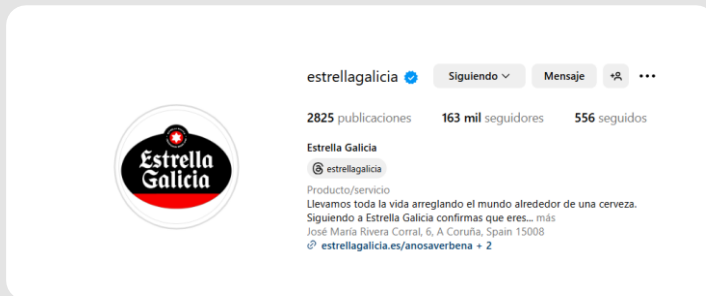 estrellagalicia Siguiendo Mensaje
2825 publicaciones 163 mil seguidores 556 seguidos
Estrella Galicia
estrellagalicia
Producto/servicio
Llevamos toda la vida arreglando el mundo alrededor de una cerveza.
Siguiendo a Estrella Galicia confirmas que eres... más
José María Rivera Corral, 6, A Coruña, Spain 15008
estrellagalicia.es/anosaverbena + 2
Estrella
Galicia